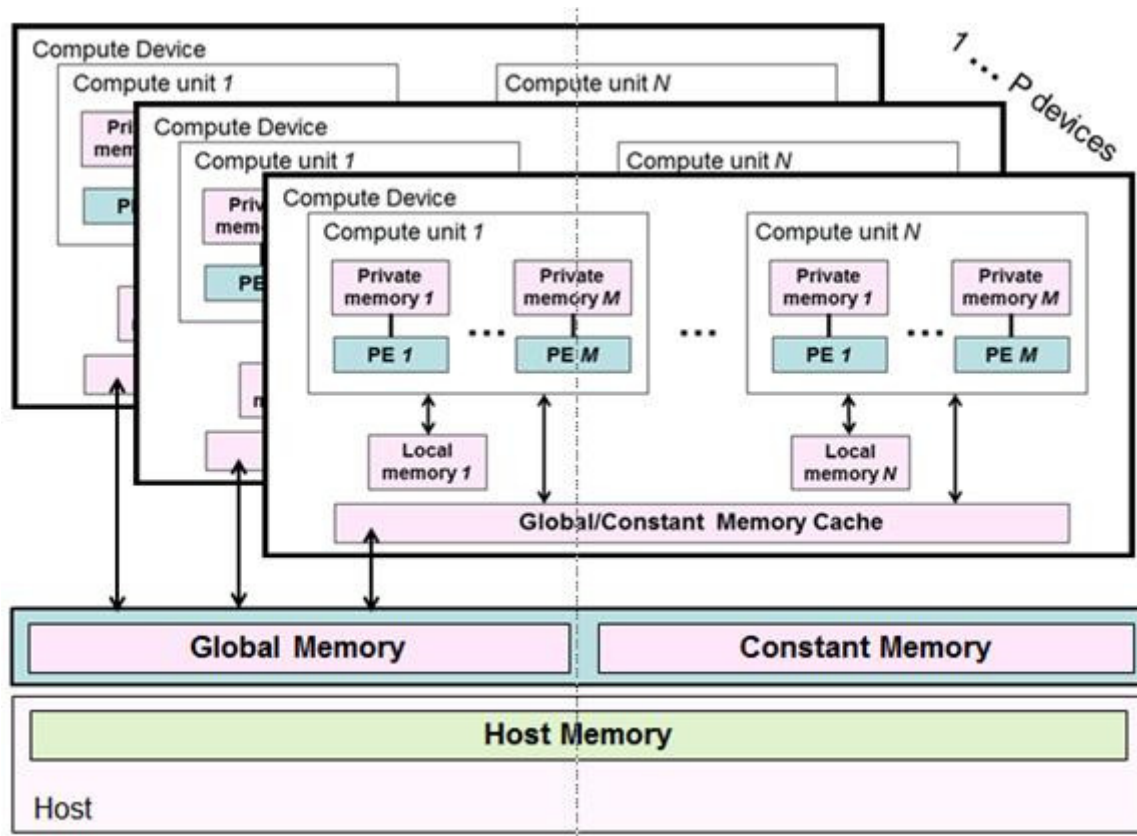 1 ... P devices
Compute Device
Compute unit 1
Compute unit N
Compute Device
Compute unit 1
Compute unit N
Compute Device
Compute unit 1
Compute unit N
Private
memory 1
Private
memory M
Private
memory 1
Private
memory M
PE 1
...
PE M
...
PE 1
...
PE M
Local
memory 1
Local
memory N
Global/Constant Memory Cache
Global Memory
Constant Memory
Host Memory
Host